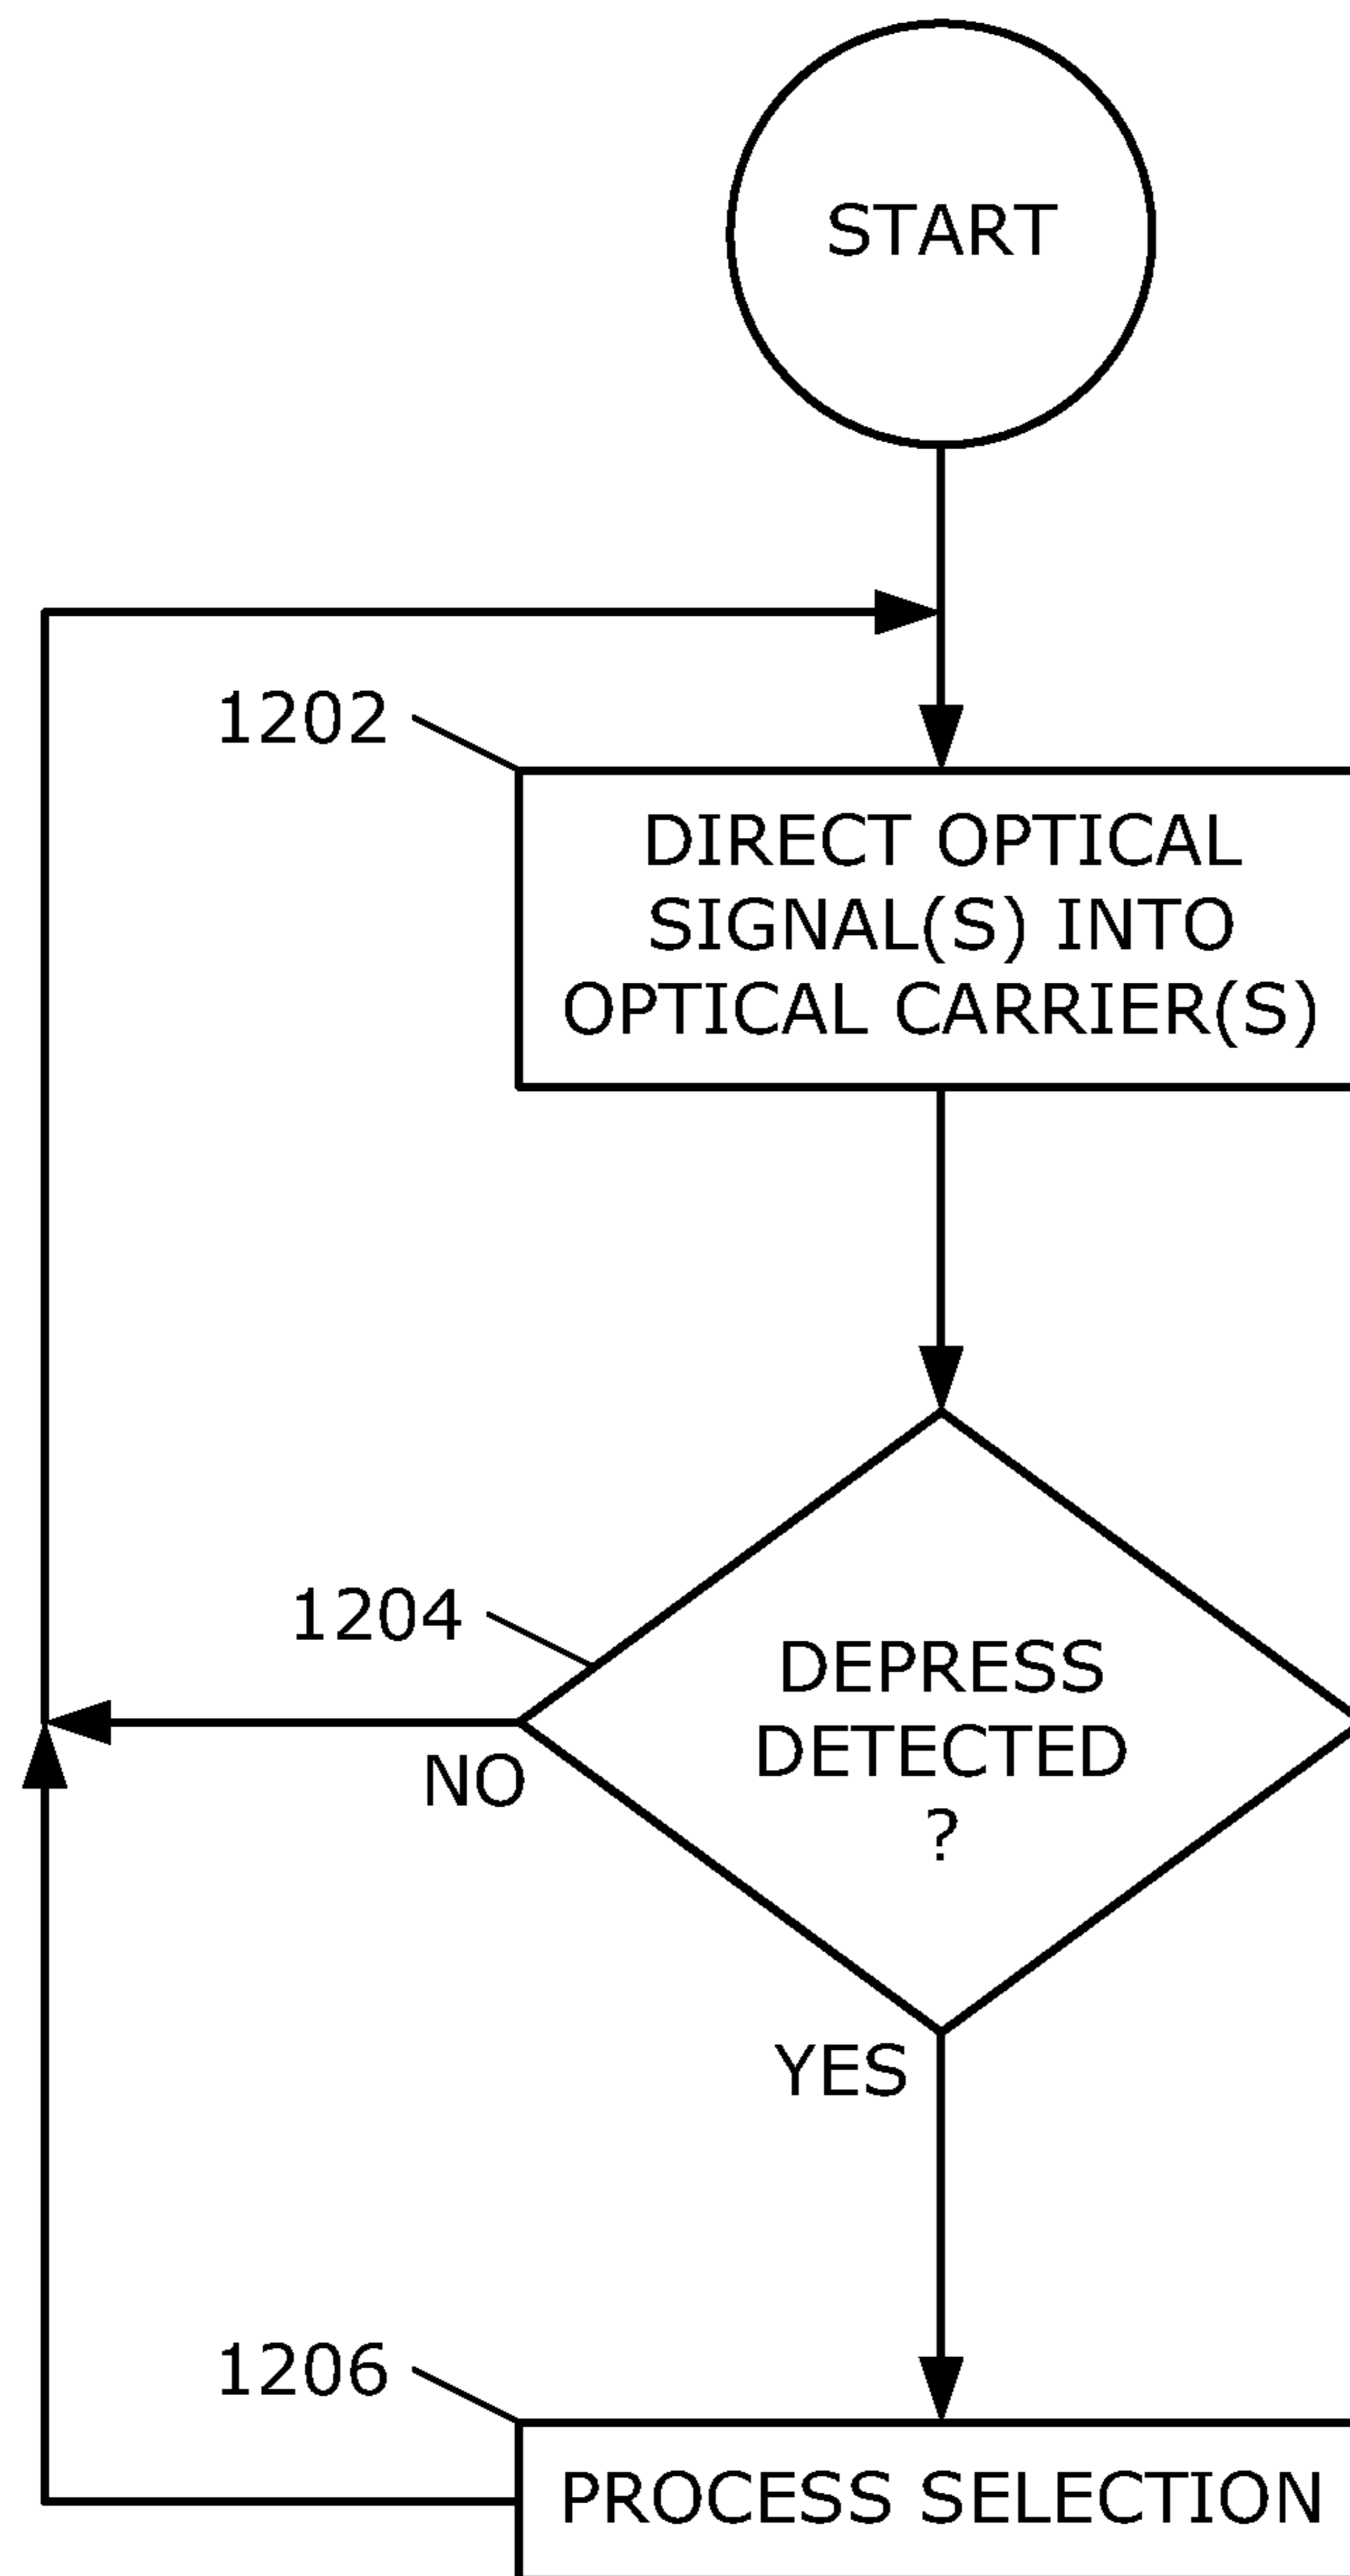 START
1202
DIRECT OPTICAL
SIGNAL(S) INTO
OPTICAL CARRIER(S)
1204
DEPRESS
DETECTED
?
NO
YES
1206
PROCESS SELECTION